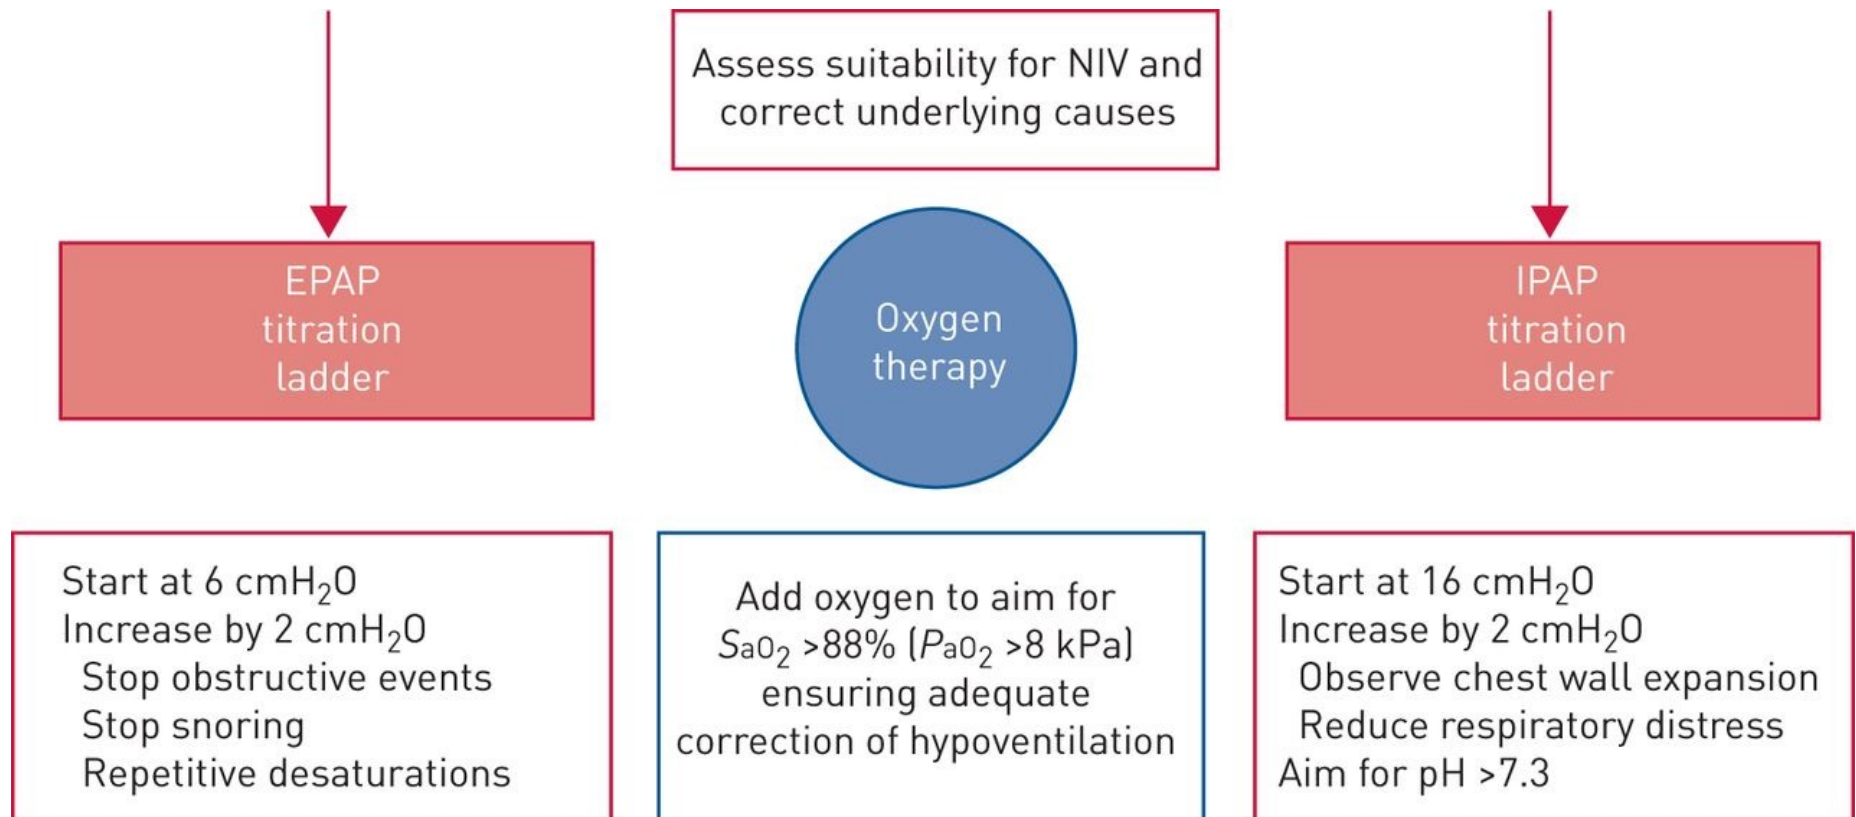 Assess suitability for NIV and
correct underlying causes
EPAP
titration
ladder
Oxygen
therapy
IPAP
titration
ladder
Start at 6 cmH₂O
Increase by 2 cmH₂O
Stop obstructive events
Stop snoring
Repetitive desaturations
Add oxygen to aim for
SaO₂ >88% (PaO₂ >8 kPa)
ensuring adequate
correction of hypoventilation
Start at 16 cmH₂O
Increase by 2 cmH₂O
Observe chest wall expansion
Reduce respiratory distress
Aim for pH >7.3